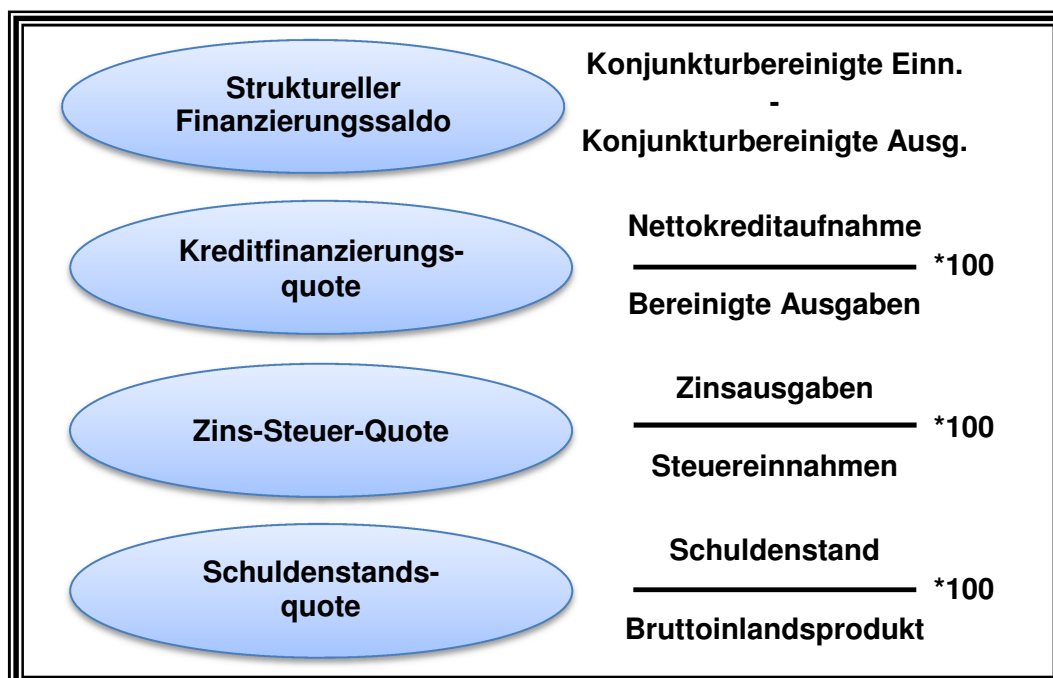 Struktureller
Finanzierungssaldo
Konjunkturbereinigte Einn.
-
Konjunkturbereinigte Ausg.
Kreditfinanzierungs-
quote
Nettokreditaufnahme
*100
Bereinigte Ausgaben
Zins-Steuer-Quote
Zinsausgaben
*100
Steuereinnahmen
Schuldenstands-
quote
Schuldenstand
*100
Bruttoinlandsprodukt